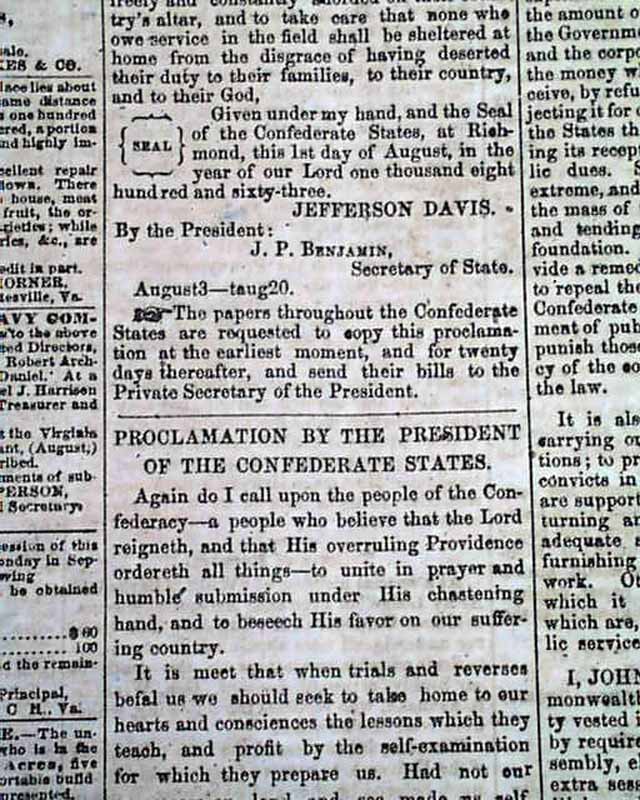 s,
sale.
KES & CO.
lace lies about
ame distance
s one hundred
ered, a portion
nd highly im-
cellent repair
lows. There
s house, meat
fruit, the or-
rieties; while
ries, &c., are
edit in part.
HORNER,
tesville, Va.
AVY COM-
s to the above
ted Directors,
Robert Arch-
Daniel.' At a
el J. Harrison
Treasurer and
t the Virginia
ant, (August,)
ribed.
ments of sub-
PERSON,
d Secretary
session of this
onday in Sep-
wing
be obtained
........$60
........100
d the remain-
Principal,
C H., Va.
E.—The un-
who is in the
Acres, five
ortable build
presented.
freely and constantly
try's altar, and to take care that none who
owe service in the field shall be sheltered at
home from the disgrace of having deserted
their duty to their families, to their country,
and to their God,
Given under my hand, and the Seal
SEAL of the Confederate States, at Rich-
mond, this 1st day of August, in the
year of our Lord one thousand eight
hundred and sixty-three.
JEFFERSON DAVIS.
By the President:
J. P. BENJAMIN,
Secretary of State.
August3—taug20.
☞The papers throughout the Confederate
States are requested to copy this proclama-
tion at the earliest moment, and for twenty
days thereafter, and send their bills to the
Private Secretary of the President.
PROCLAMATION BY THE PRESIDENT
OF THE CONFEDERATE STATES.
Again do I call upon the people of the Con-
federacy—a people who believe that the Lord
reigneth, and that His overruling Providence
ordereth all things—to unite in prayer and
humble submission under His chastening
hand, and to beseech His favor on our suffer-
ing country.
It is meet that when trials and reverses
befal us we should seek to take home to our
hearts and consciences the lessons which they
teach, and profit by the self-examination
for which they prepare us. Had not our
the amount o
the Governme
and the corpo
the money w
ceive, by refu
jecting it for d
the States th
ing its recept
lic dues. S
extreme, and
the mass of
and tending
foundation.
vide a remed
to repeal the
Confederate
ment of pub
punish those
cy of the co
the law.
It is als
carrying on
tions; to pr
convicts in
are support
turning a
adequate s
furnishing
work. Ot
which it
which are,
lic service
I, JOHN
monwealt
ty vested i
by require
sembly, e
extra sess